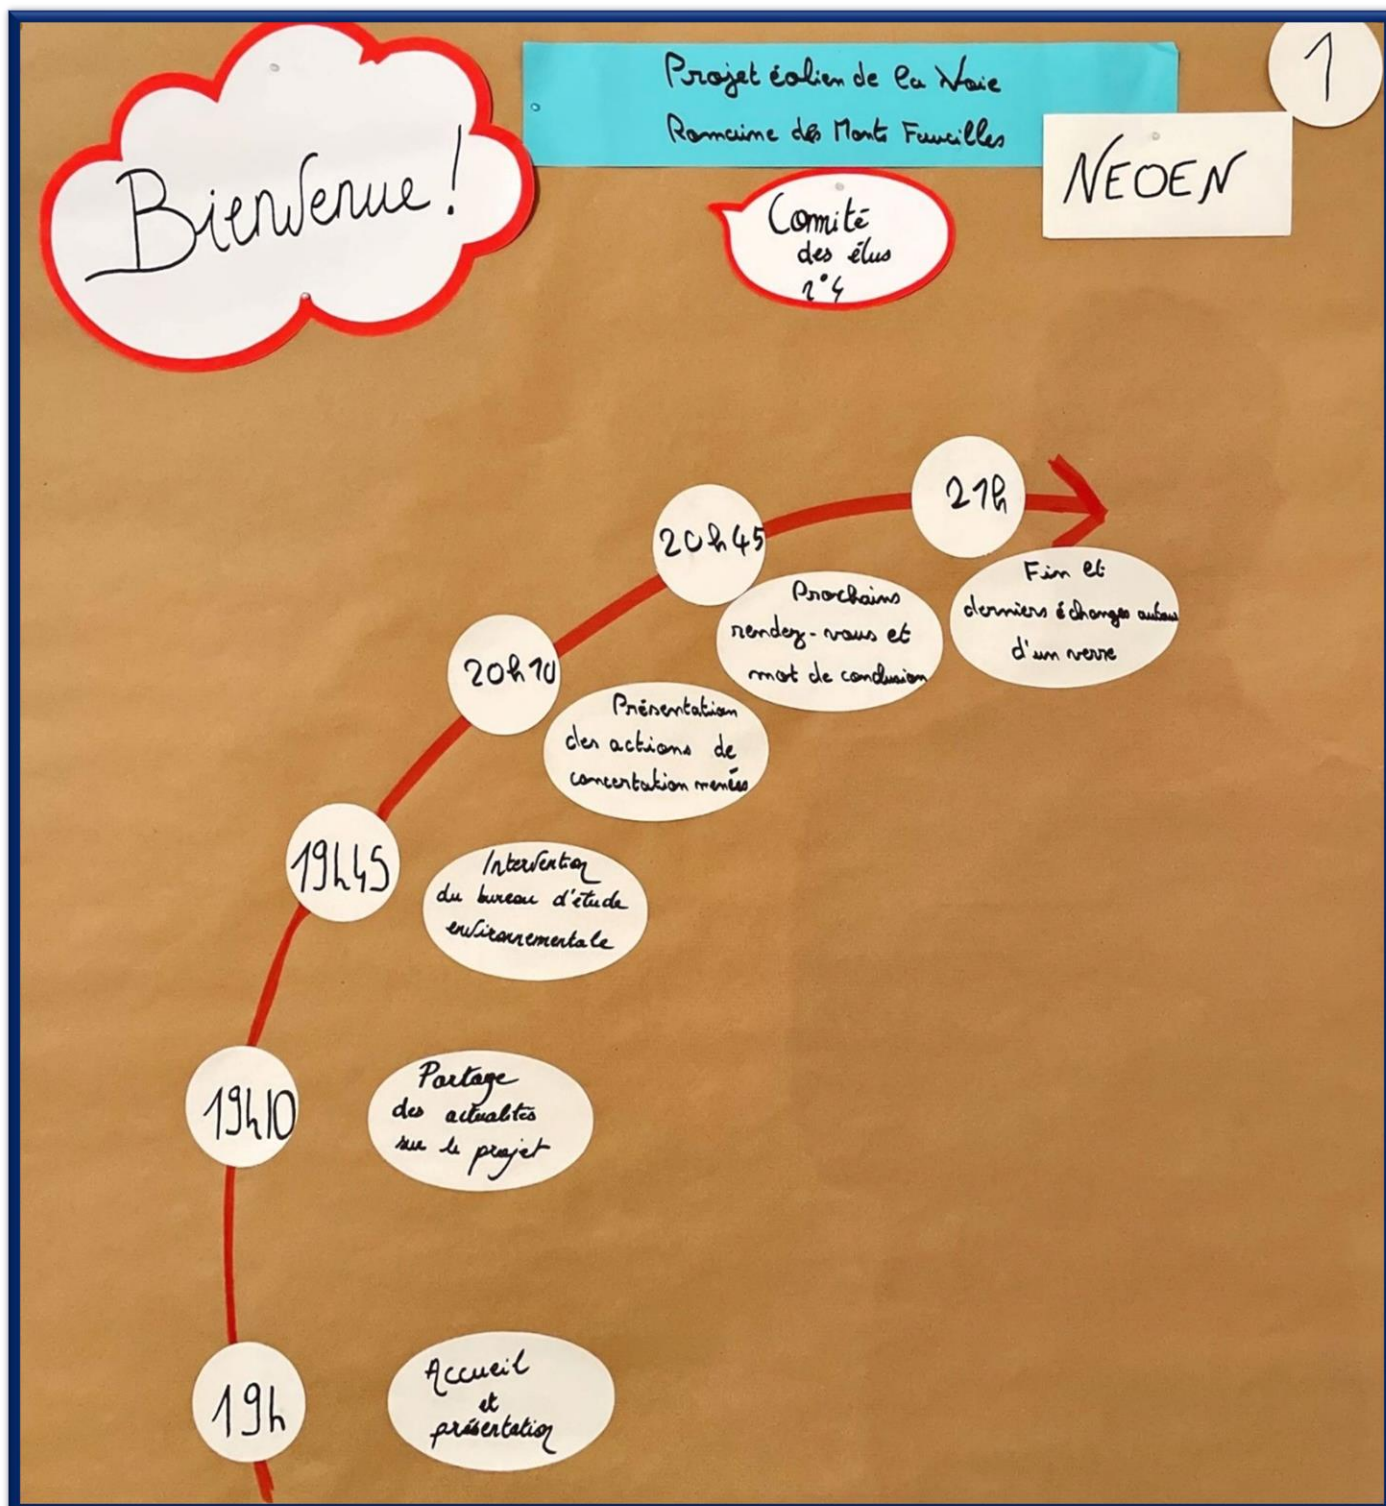 Bienvenue !
Projet éolien de la Voie
Romaine des Monts Faucilles
1
NEOEN
Comité
des élus
n°4
21h
20h45
Fin et
derniers échanges autour
d'un verre
Prochains
rendez-vous et
mot de conclusion
20h10
Présentation
des actions de
concertation menées
19h45
Intervention
du bureau d'étude
environnementale
19h10
Partage
des actualités
sur le projet
19h
Accueil
et
présentation